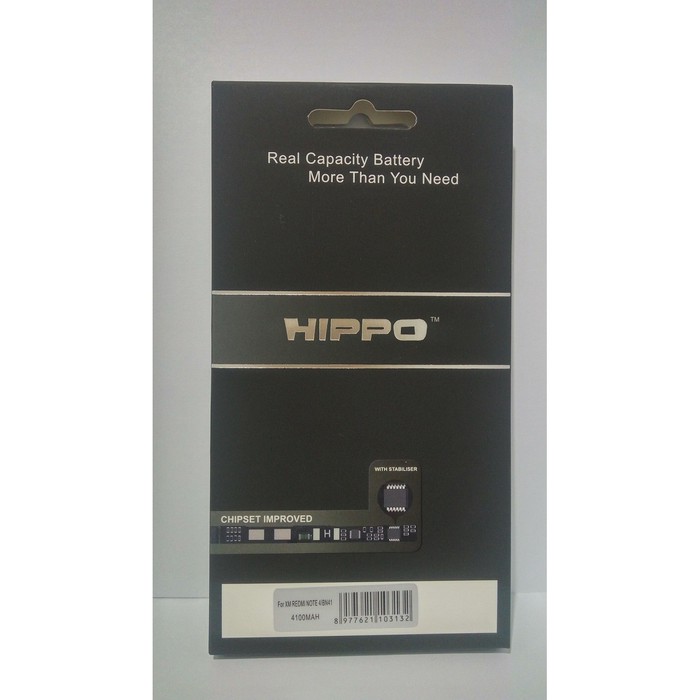 Real Capacity Battery
More Than You Need
HIPPO™
WITH STABILISER
CHIPSET IMPROVED
H
For XM REDMI NOTE 4/BN41
4100MAH
8 977621 103132